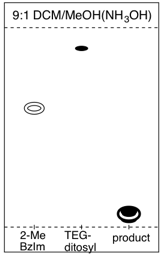 9:1 DCM/MeOH(NH3OH)
2-Me TEG- product
BzIm ditosyl